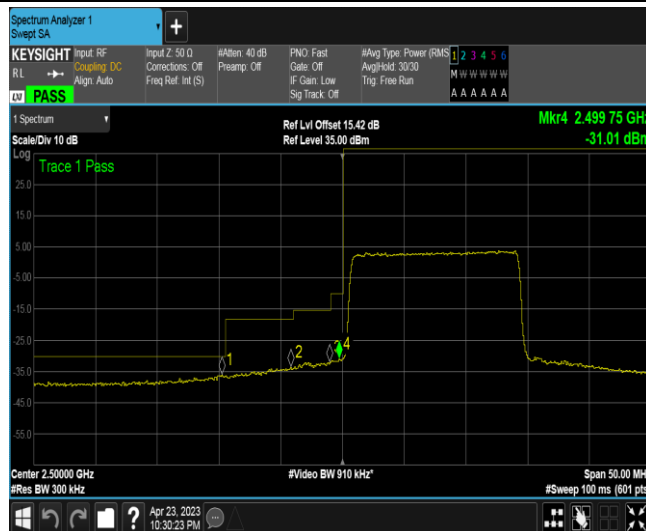 Spectrum Analyzer 1
Swept SA
+
KEYSIGHT Input: RF Input Z: 50 Ω #Atten: 40 dB PNO: Fast #Avg Type: Power (RMS 1 2 3 4 5 6
RL Coupling: DC Corrections: Off Preamp: Off Gate: Off Avg|Hold: 30/30 M W W W W W
Align: Auto Freq Ref: Int (S) IF Gain: Low Trig: Free Run
Sig Track: Off A A A A A A
LXI PASS
1 Spectrum Ref Lvl Offset 15.42 dB Mkr4 2.499 75 GHz
Scale/Div 10 dB Ref Level 35.00 dBm -31.01 dBm
Log
Trace 1 Pass
25.0
15.0
5.00
-5.00
-15.0
-25.0
1 2 4
-35.0
-45.0
-55.0
Center 2.50000 GHz #Video BW 910 kHz* Span 50.00 MH
#Res BW 300 kHz #Sweep 100 ms (601 pts
? Apr 23, 2023
10:30:23 PM